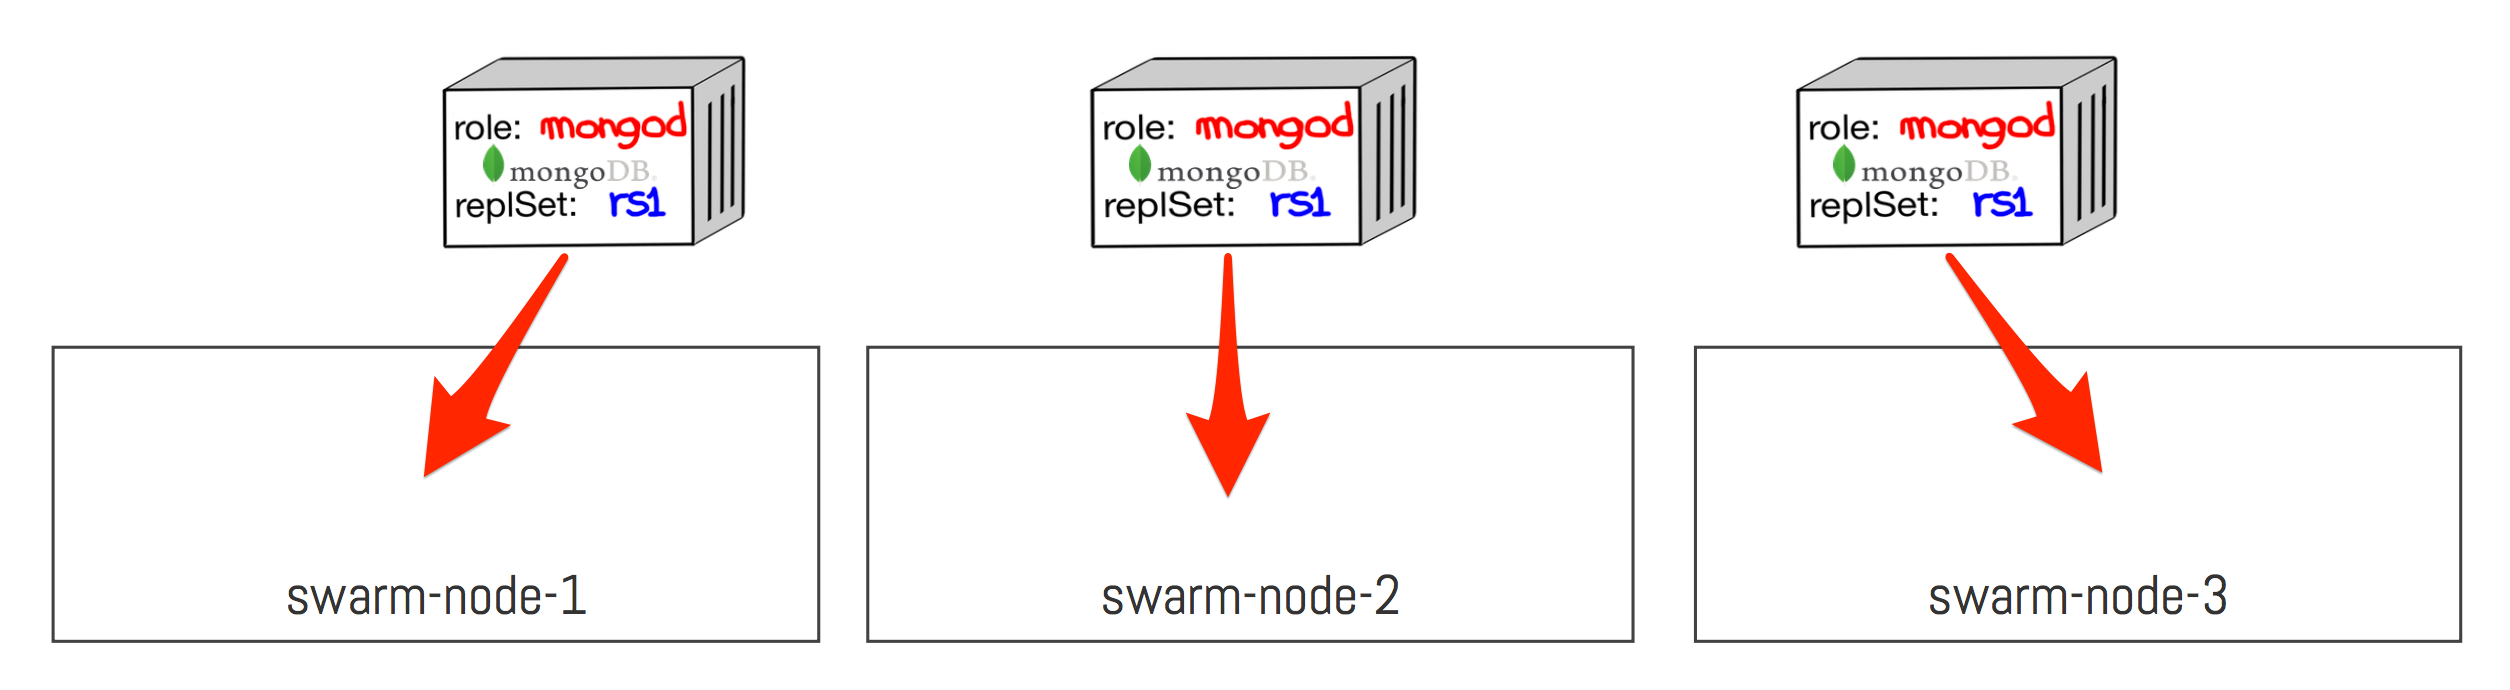 role: mongod
mongoDB.
replSet: rs1
role: mongod
mongoDB.
replSet: rs1
role: mongod
mongoDB.
replSet: rs1
swarm-node-1
swarm-node-2
swarm-node-3